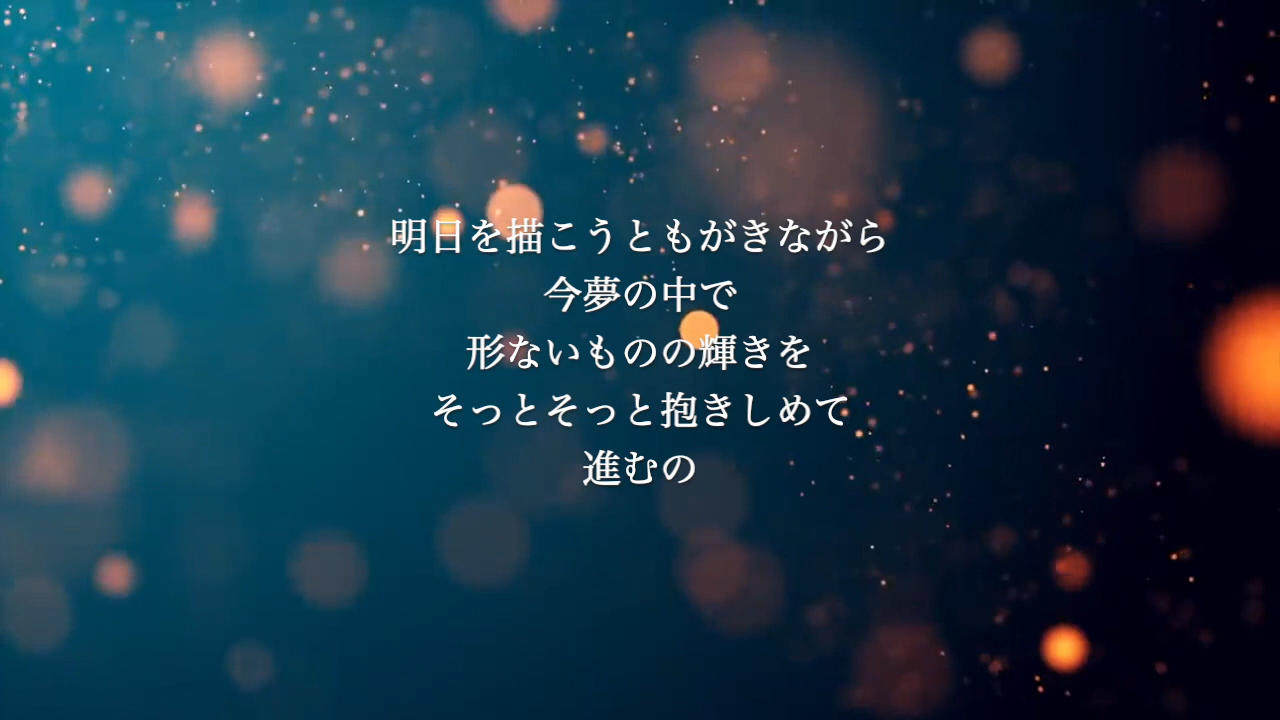 明日を描こうともがきながら
今夢の中で
形ないものの輝きを
そっとそっと抱きしめて
進むの